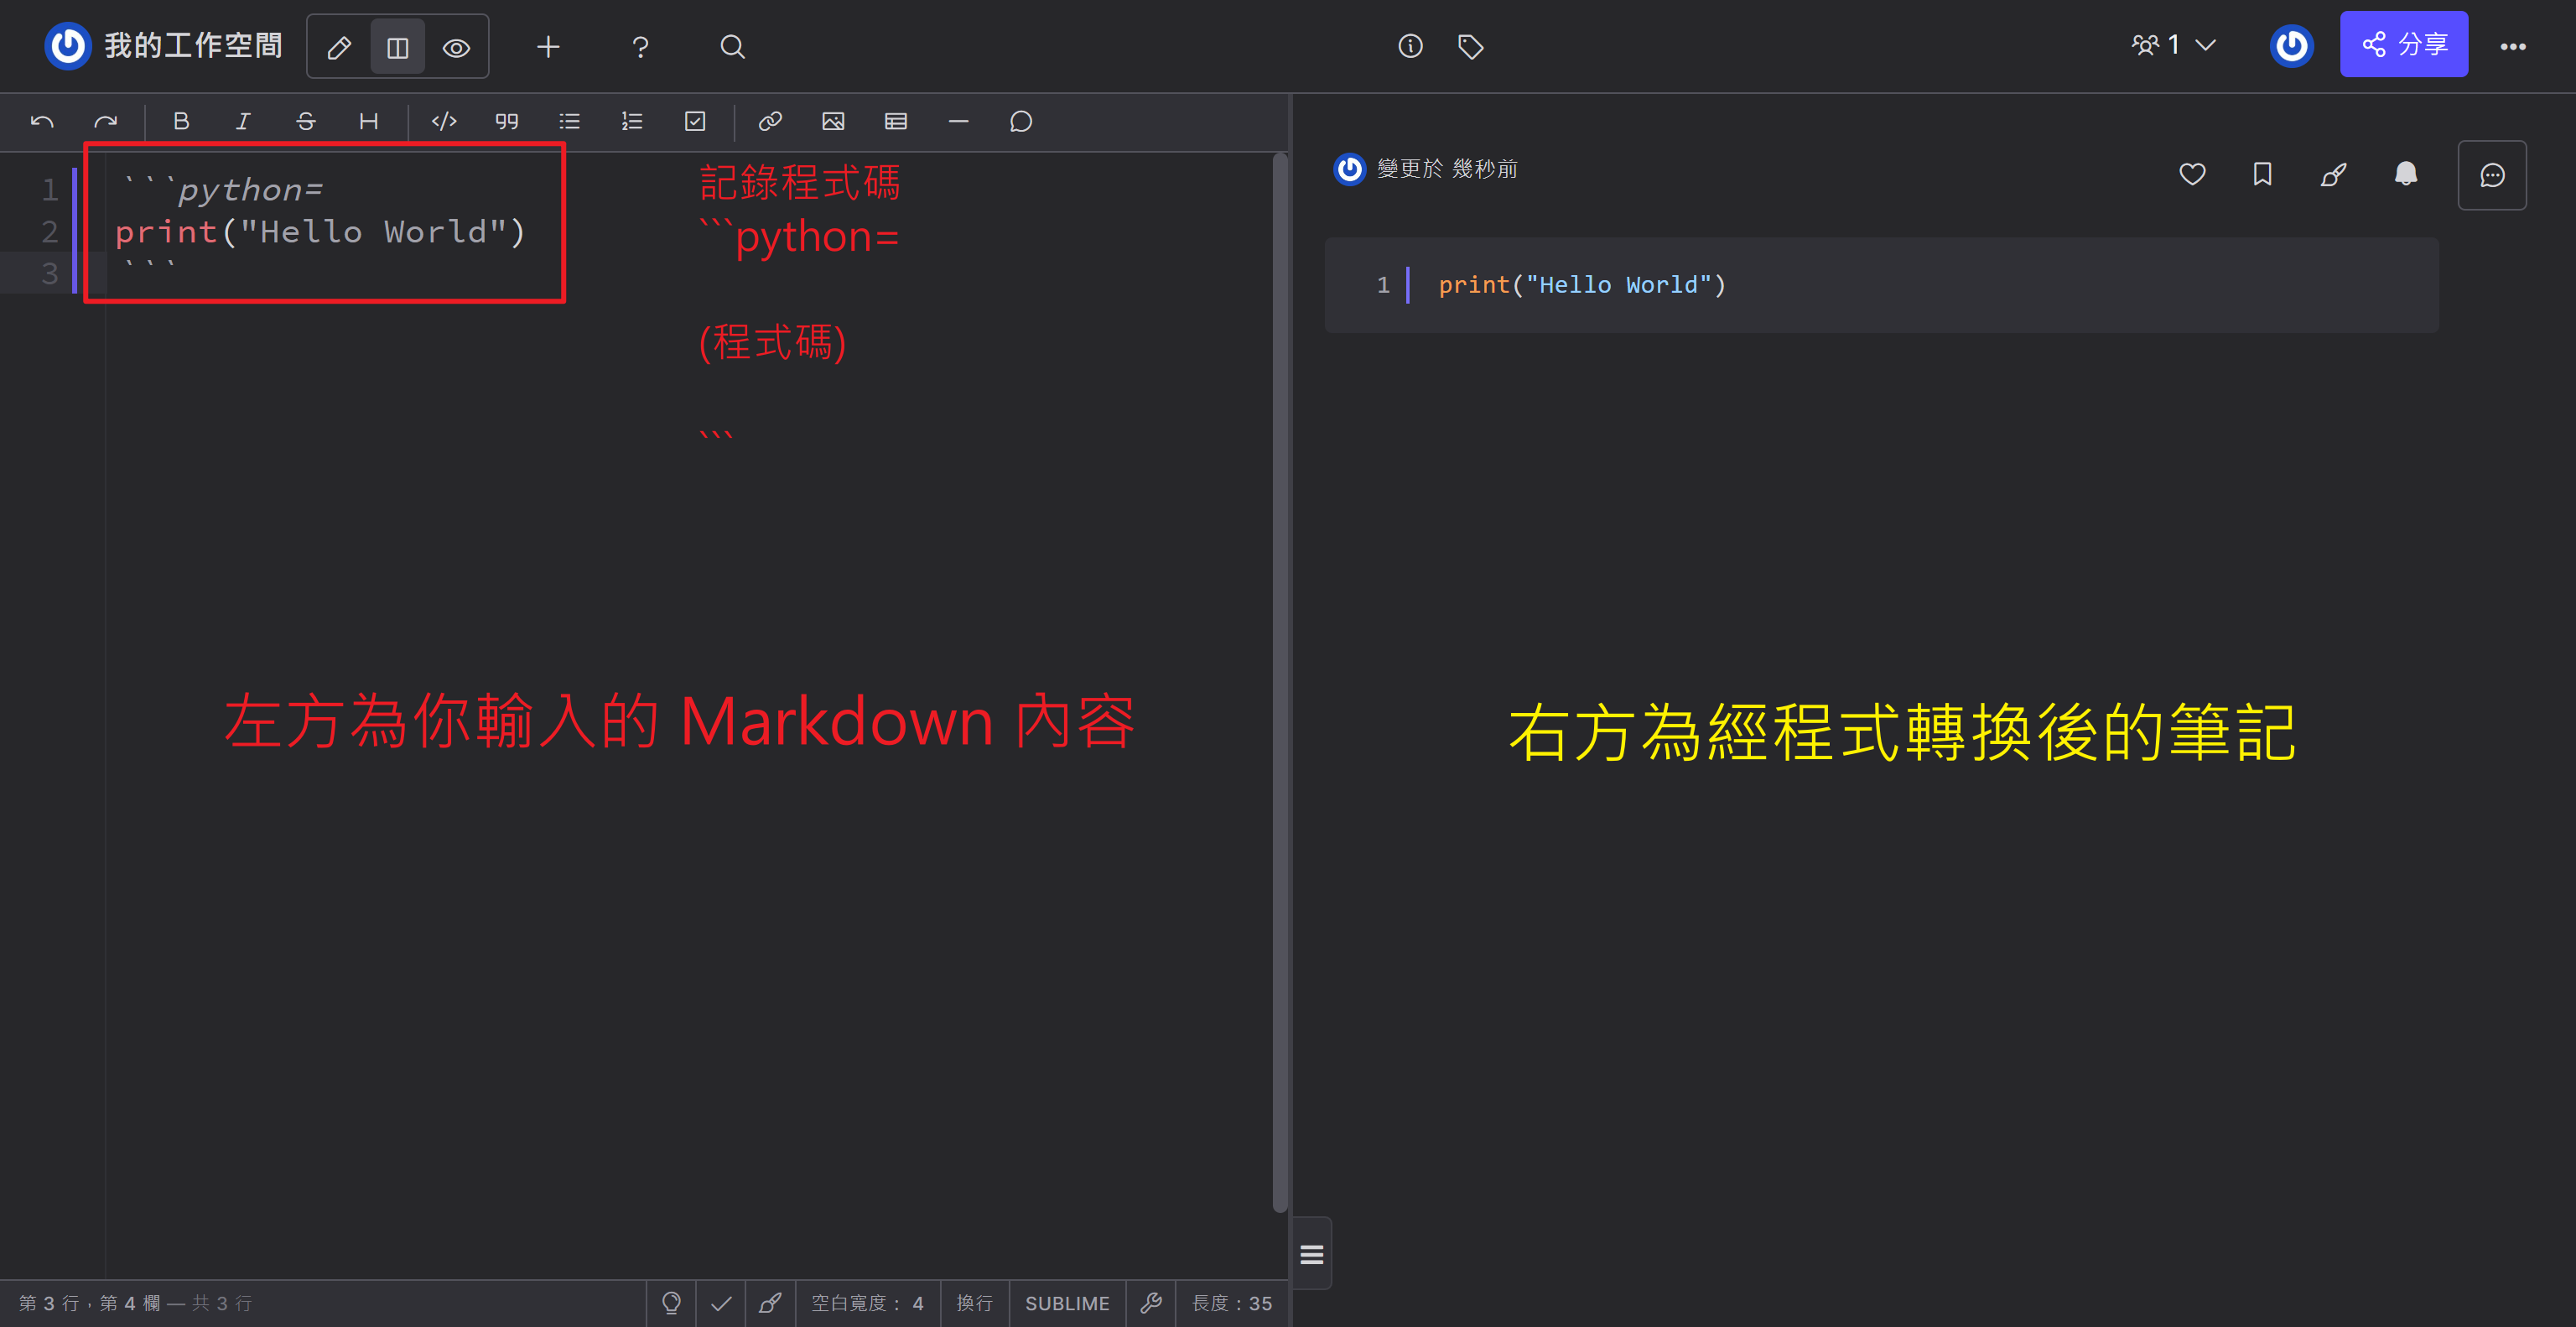 我的工作空間
1
分享
1 ```python=
2 print("Hello World")
3 ```
記錄程式碼
```python=
(程式碼)
```
左方為你輸入的 Markdown 內容
變更於 幾秒前
1 print("Hello World")
右方為經程式轉換後的筆記
第 3 行，第 4 欄 — 共 3 行
空白寬度： 4
換行
SUBLIME
長度：35